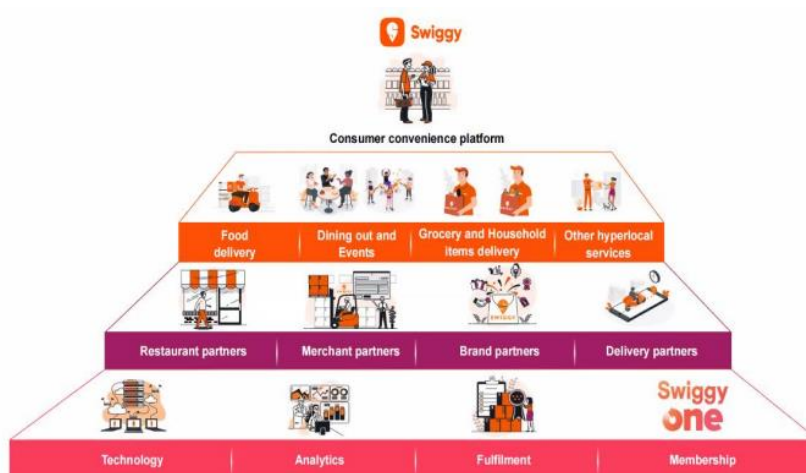 Swiggy
Consumer convenience platform
Food
delivery
Dining out and
Events
Grocery and Household
items delivery
Other hyperlocal
services
SWIGGY
Restaurant partners
Merchant partners
Brand partners
Delivery partners
Swiggy
one
Technology
Analytics
Fulfilment
Membership